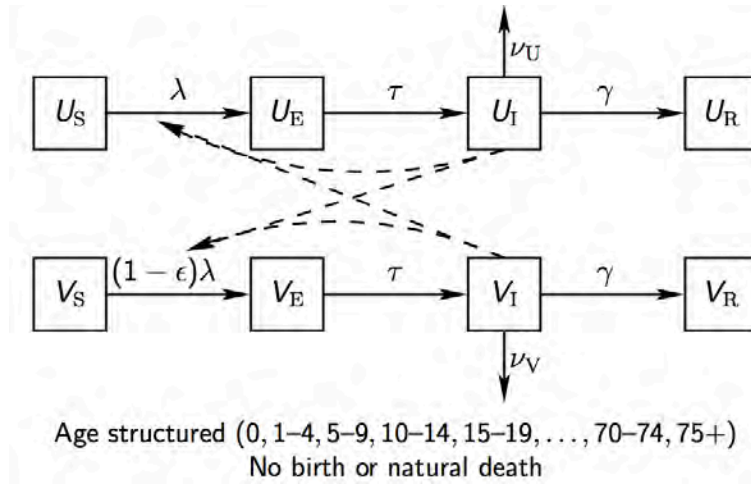 ν_U
λ τ γ
U_S U_E U_I U_R
(1 − ϵ)λ τ γ
V_S V_E V_I V_R
ν_V
Age structured (0, 1–4, 5–9, 10–14, 15–19, . . . , 70–74, 75+)
No birth or natural death